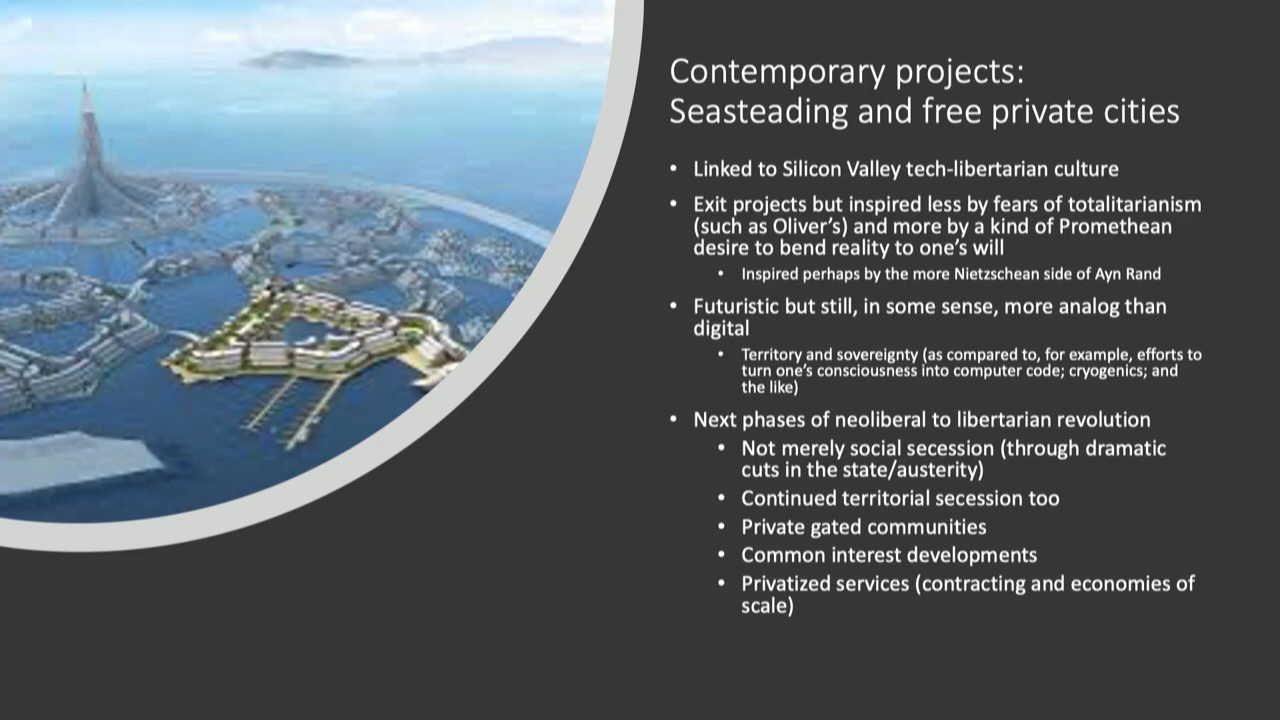 Contemporary projects:
Seasteading and free private cities
• Linked to Silicon Valley tech-libertarian culture
• Exit projects but inspired less by fears of totalitarianism
(such as Oliver’s) and more by a kind of Promethean
desire to bend reality to one’s will
• Inspired perhaps by the more Nietzschean side of Ayn Rand
• Futuristic but still, in some sense, more analog than
digital
• Territory and sovereignty (as compared to, for example, efforts to
turn one’s consciousness into computer code; cryogenics; and
the like)
• Next phases of neoliberal to libertarian revolution
• Not merely social secession (through dramatic
cuts in the state/austerity)
• Continued territorial secession too
• Private gated communities
• Common interest developments
• Privatized services (contracting and economies of
scale)